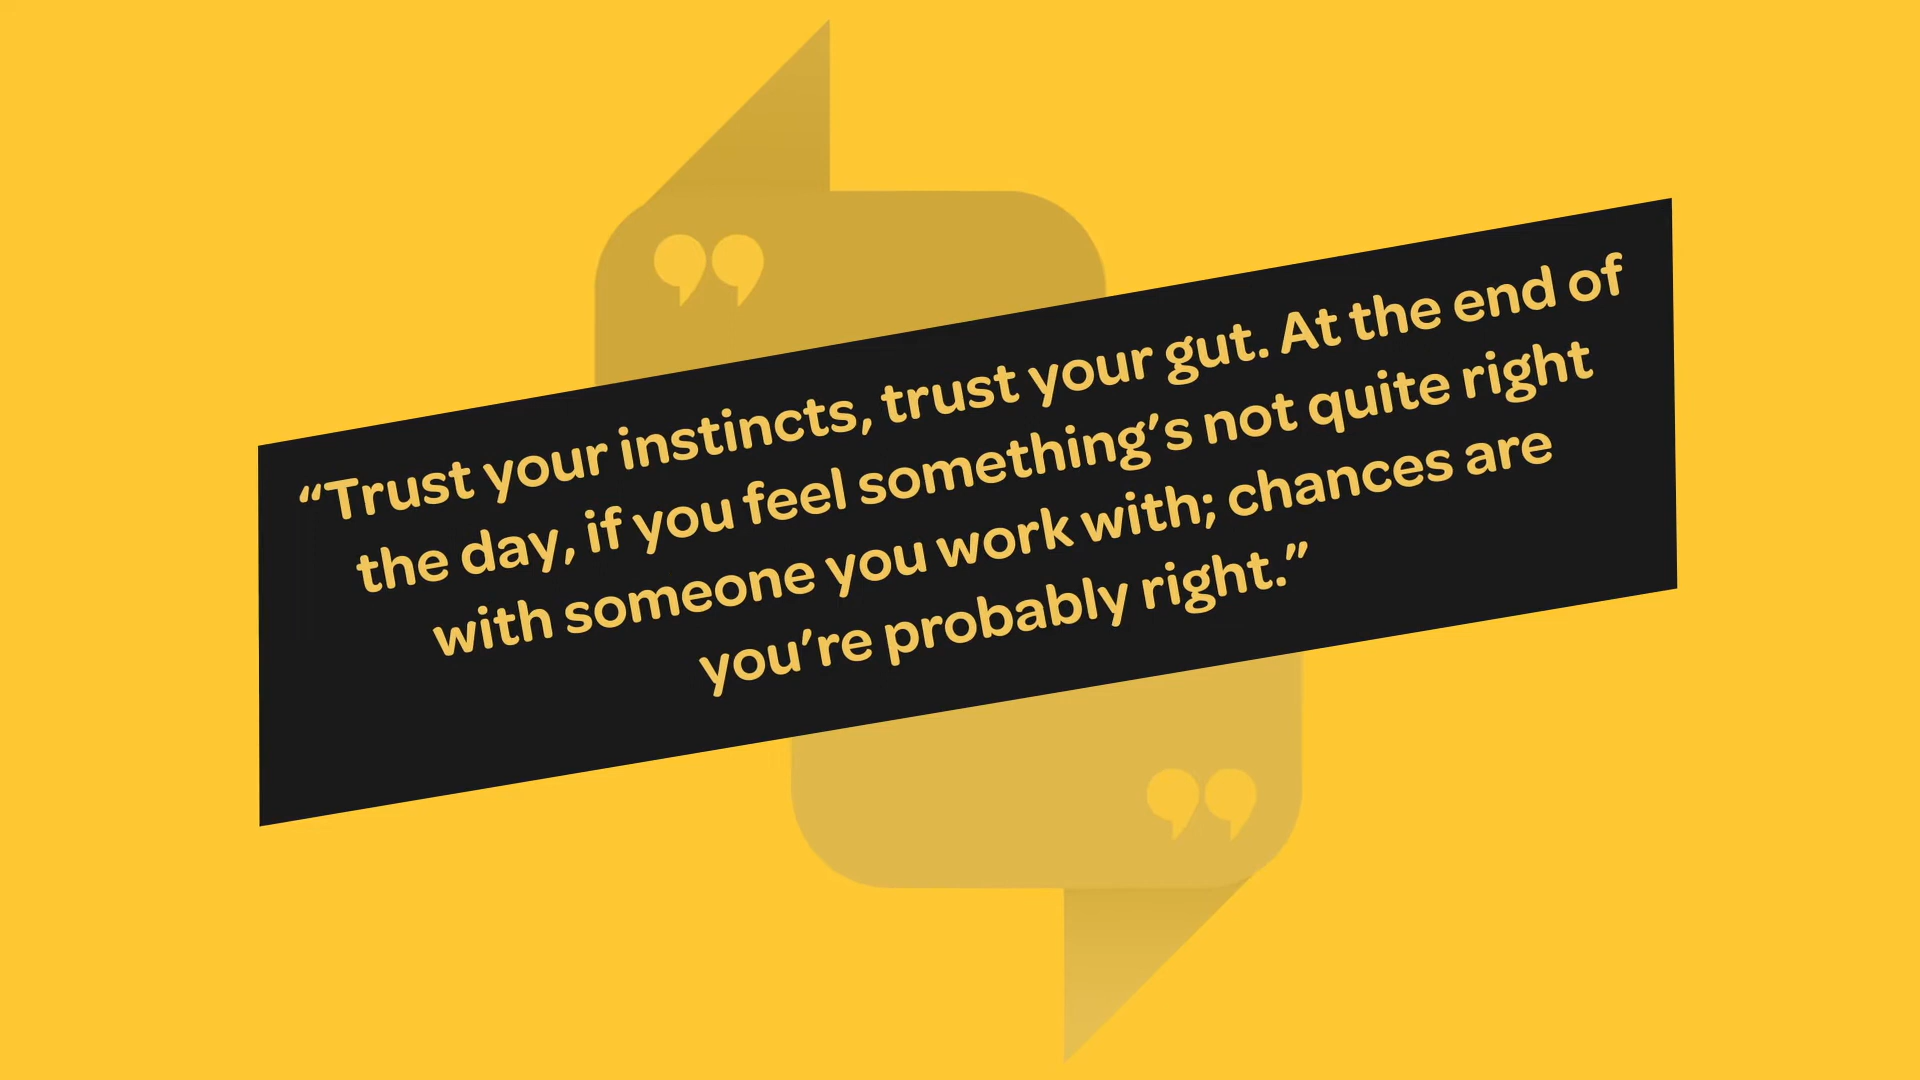 “Trust your instincts, trust your gut. At the end of
the day, if you feel something’s not quite right
with someone you work with; chances are
you’re probably right.”